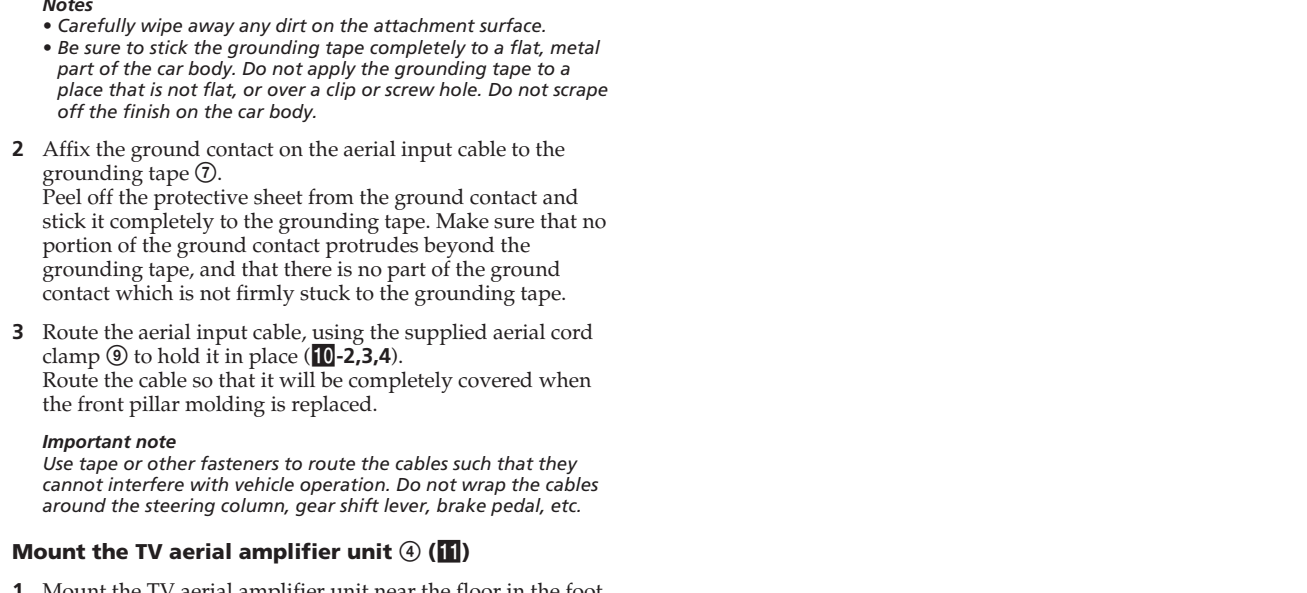 Notes
• Carefully wipe away any dirt on the attachment surface.
• Be sure to stick the grounding tape completely to a flat, metal
part of the car body. Do not apply the grounding tape to a
place that is not flat, or over a clip or screw hole. Do not scrape
off the finish on the car body.
2 Affix the ground contact on the aerial input cable to the
grounding tape ⑦.
Peel off the protective sheet from the ground contact and
stick it completely to the grounding tape. Make sure that no
portion of the ground contact protrudes beyond the
grounding tape, and that there is no part of the ground
contact which is not firmly stuck to the grounding tape.
3 Route the aerial input cable, using the supplied aerial cord
clamp ⑨ to hold it in place (10-2,3,4).
Route the cable so that it will be completely covered when
the front pillar molding is replaced.
Important note
Use tape or other fasteners to route the cables such that they
cannot interfere with vehicle operation. Do not wrap the cables
around the steering column, gear shift lever, brake pedal, etc.
Mount the TV aerial amplifier unit ④ (11)
1 Mount the TV aerial amplifier unit near the floor in the foot